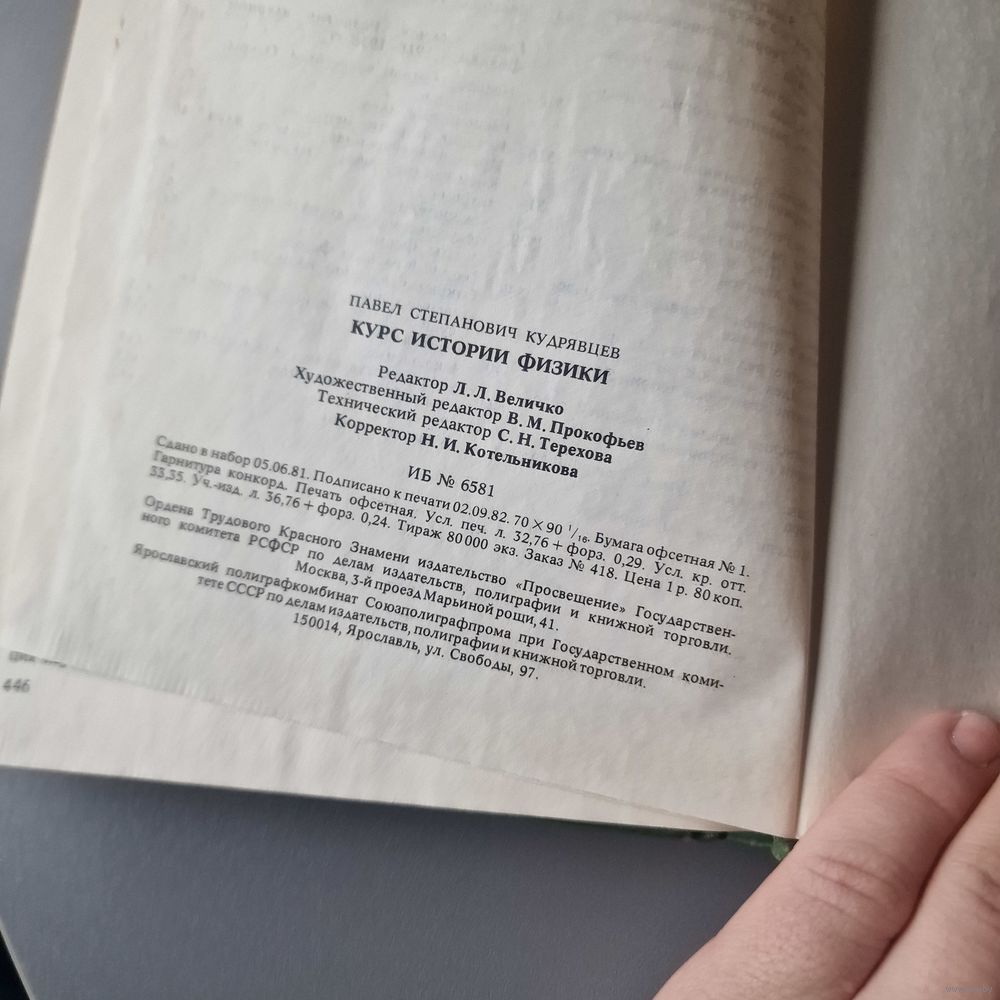 ПАВЕЛ СТЕПАНОВИЧ КУДРЯВЦЕВ
КУРС ИСТОРИИ ФИЗИКИ
Редактор Л. Л. Величко
Художественный редактор В. М. Прокофьев
Технический редактор С. Н. Терехова
Корректор Н. И. Котельникова
ИБ № 6581
Сдано в набор 05.06.81. Подписано к печати 02.09.82. 70 × 90 1/16. Бумага офсетная № 1.
Гарнитура конкорд. Печать офсетная. Усл. печ. л. 32,76 + форз. 0,29. Усл. кр. отт.
33,35. Уч.-изд. л. 36,76 + форз. 0,24. Тираж 80 000 экз. Заказ № 418. Цена 1 р. 80 коп.
Ордена Трудового Красного Знамени издательство «Просвещение» Государствен-
ного комитета РСФСР по делам издательств, полиграфии и книжной торговли.
Москва, 3-й проезд Марьиной рощи, 41.
Ярославский полиграфкомбинат Союзполиграфпрома при Государственном коми-
тете СССР по делам издательств, полиграфии и книжной торговли.
150014, Ярославль, ул. Свободы, 97.
446